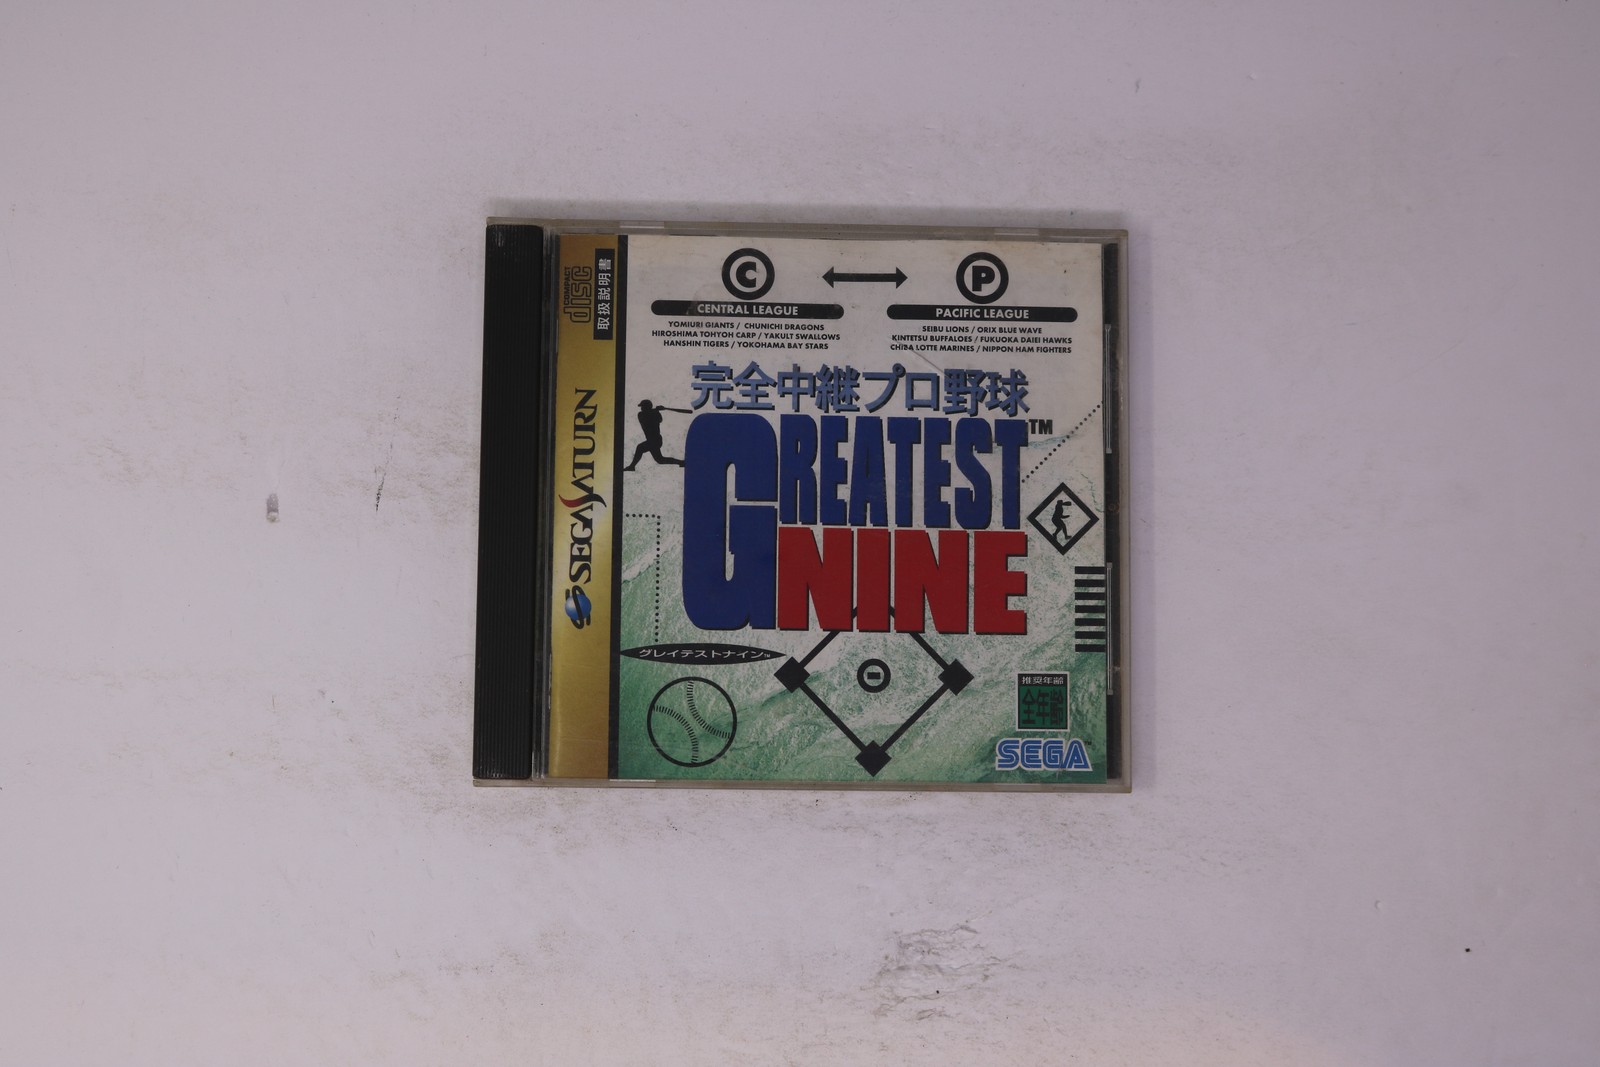 COMPACT
disc
取扱説明書
SEGA SATURN
C
P
CENTRAL LEAGUE
YOMIURI GIANTS / CHUNICHI DRAGONS
HIROSHIMA TOHYOH CARP / YAKULT SWALLOWS
HANSHIN TIGERS / YOKOHAMA BAY STARS
PACIFIC LEAGUE
SEIBU LIONS / ORIX BLUE WAVE
KINTETSU BUFFALOES / FUKUOKA DAIEI HAWKS
CHIBA LOTTE MARINES / NIPPON HAM FIGHTERS
完全中継プロ野球
GREATEST™
NINE
グレイテストナイン™
推奨年齢
全年齢
SEGA™